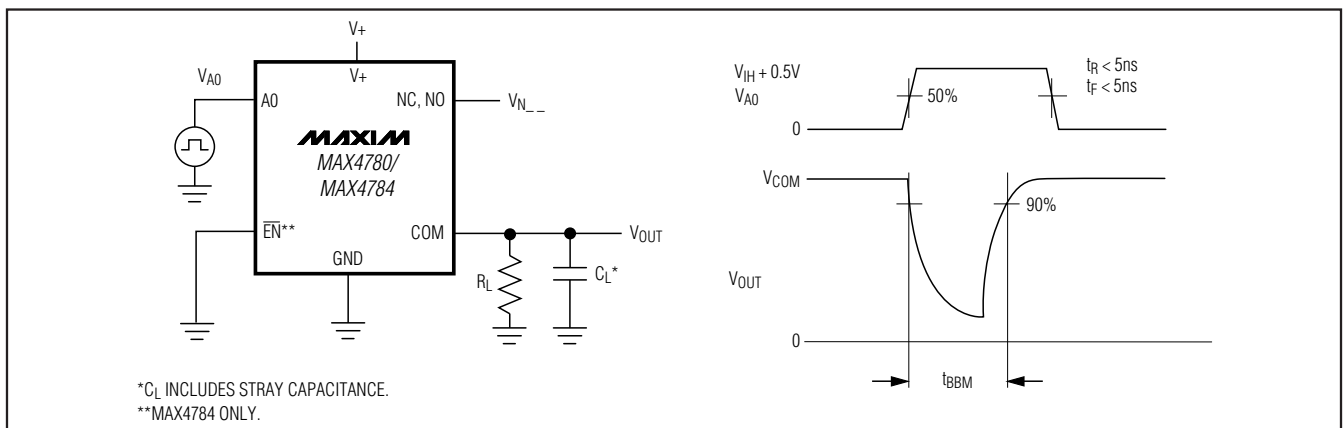 V+
V+
VA0
A0
NC, NO
VN_ _
MAXIM
MAX4780/
MAX4784
EN**
COM
VOUT
GND
RL
CL*
*CL INCLUDES STRAY CAPACITANCE.
**MAX4784 ONLY.
VIH + 0.5V
VA0
0
50%
tR < 5ns
tF < 5ns
VCOM
90%
VOUT
0
tBBM